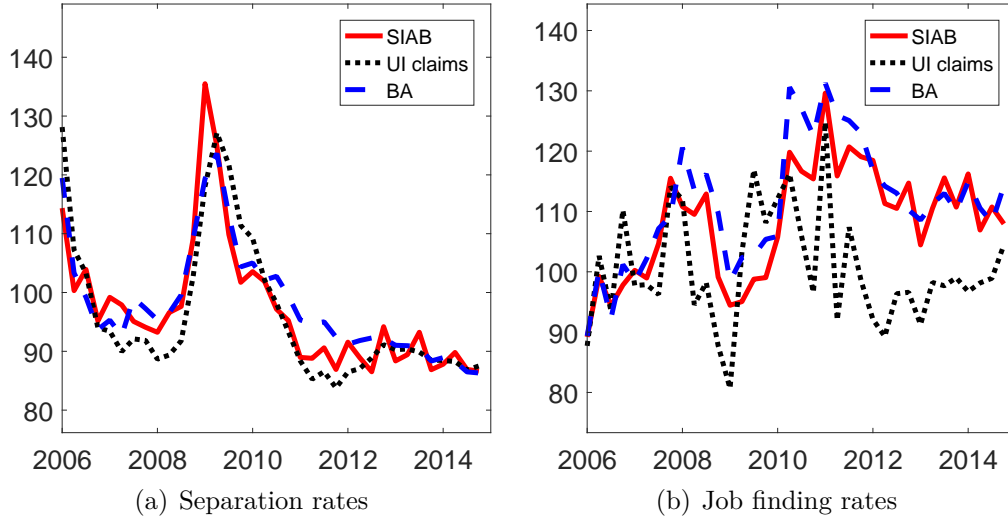 SIAB
UI claims
BA
140
130
120
110
100
90
80
2006 2008 2010 2012 2014
(a) Separation rates
SIAB
UI claims
BA
140
130
120
110
100
90
80
2006 2008 2010 2012 2014
(b) Job finding rates